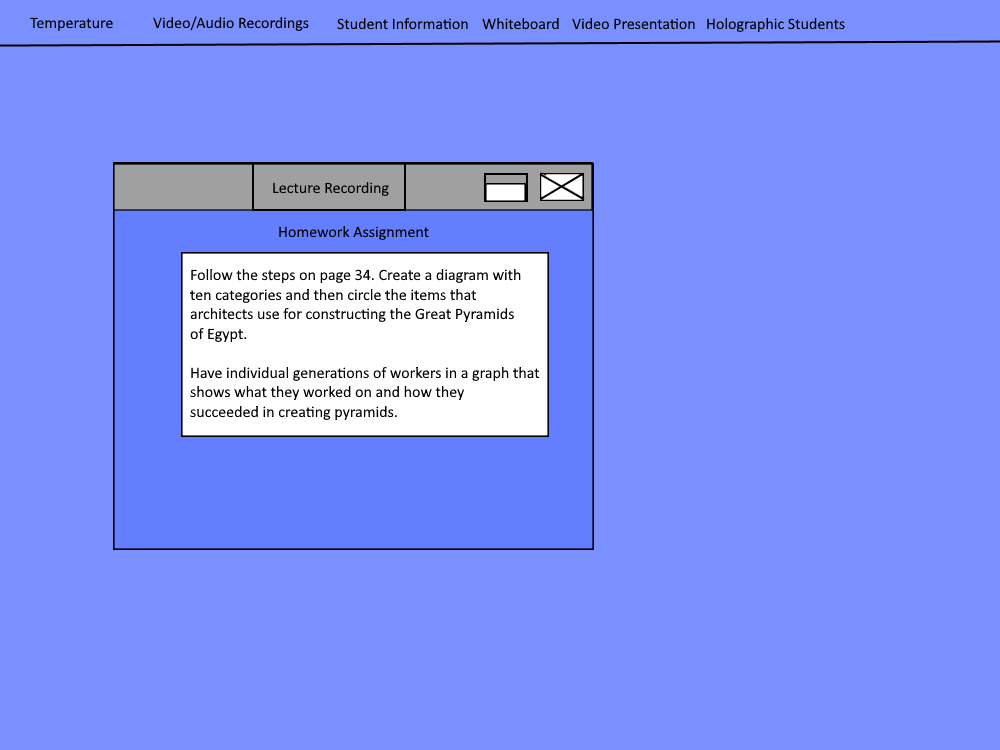 Temperature Video/Audio Recordings Student Information Whiteboard Video Presentation Holographic Students
Lecture Recording
Homework Assignment
Follow the steps on page 34. Create a diagram with
ten categories and then circle the items that
architects use for constructing the Great Pyramids
of Egypt.
Have individual generations of workers in a graph that
shows what they worked on and how they
succeeded in creating pyramids.